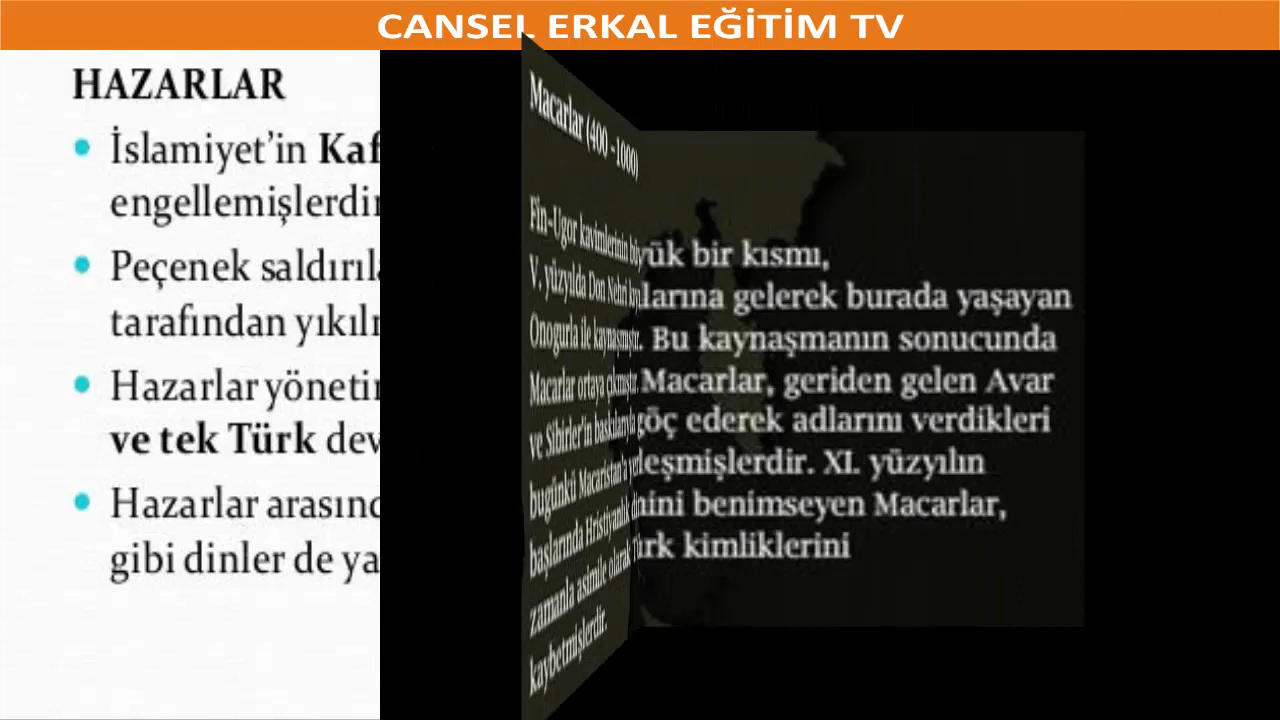 CANSEL ERKAL EĞİTİM TV
HAZARLAR
İslamiyet'in Kaf
engellemişlerdir
Peçenek saldırıla
tarafından yıkılr
Hazarlar yönetir
ve tek Türk dev
Hazarlar arasınd
gibi dinler de ya
Macarlar (400 -1000)
Fin-Ugor kavimlerinin büyük bir kısmı,
V. yüzyılda Don Nehri kıyılarına gelerek burada yaşayan
Onogurla ile kaynaşmıştır. Bu kaynaşmanın sonucunda
Macarlar ortaya çıkmıştır. Macarlar, geriden gelen Avar
ve Sibirler'in baskılarıyla göç ederek adlarını verdikleri
bugünkü Macaristan'a yerleşmişlerdir. XI. yüzyılın
başlarında Hristiyanlık dinini benimseyen Macarlar,
zamanla asimile olarak Türk kimliklerini
kaybetmişlerdir.